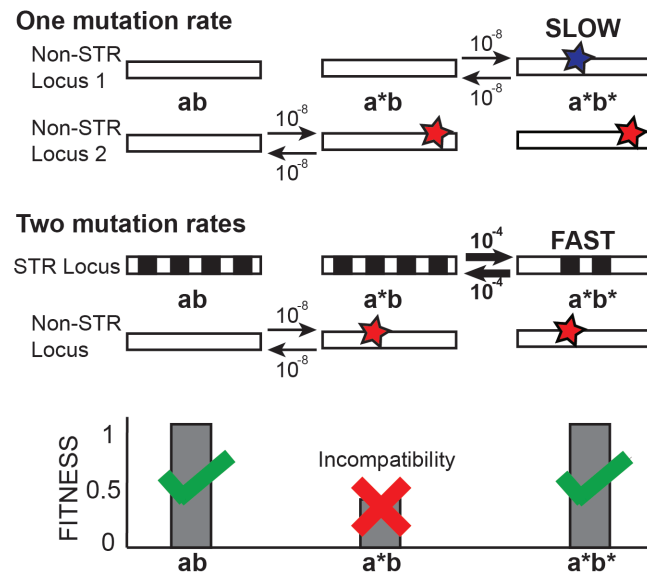 One mutation rate
SLOW
Non-STR
Locus 1
10-8
10-8
ab
a*b
a*b*
Non-STR
Locus 2
10-8
10-8
Two mutation rates
FAST
STR Locus
10-4
10-4
ab
a*b
a*b*
Non-STR
Locus
10-8
10-8
FITNESS
1
0.5
0
Incompatibility
ab
a*b
a*b*